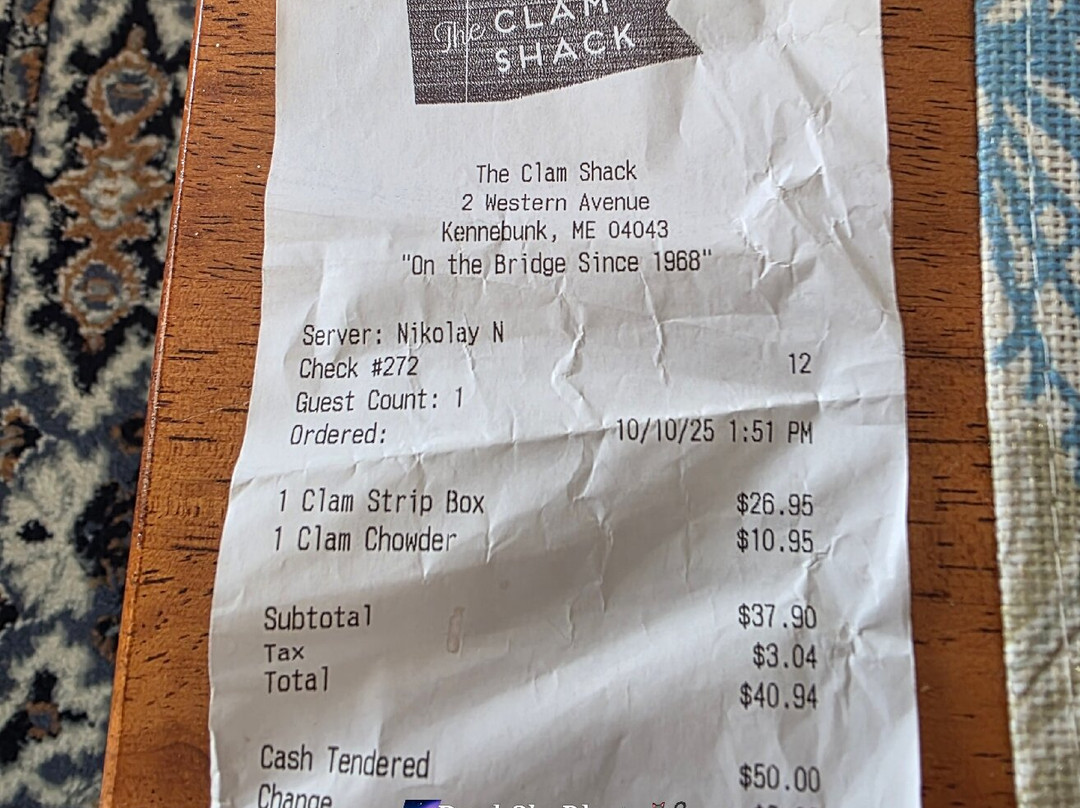 The CLAM
SHACK
The Clam Shack
2 Western Avenue
Kennebunk, ME 04043
"On the Bridge Since 1968"
Server: Nikolay N
Check #272 12
Guest Count: 1
Ordered: 10/10/25 1:51 PM
1 Clam Strip Box $26.95
1 Clam Chowder $10.95
Subtotal $37.90
Tax $3.04
Total $40.94
Cash Tendered $50.00
Change